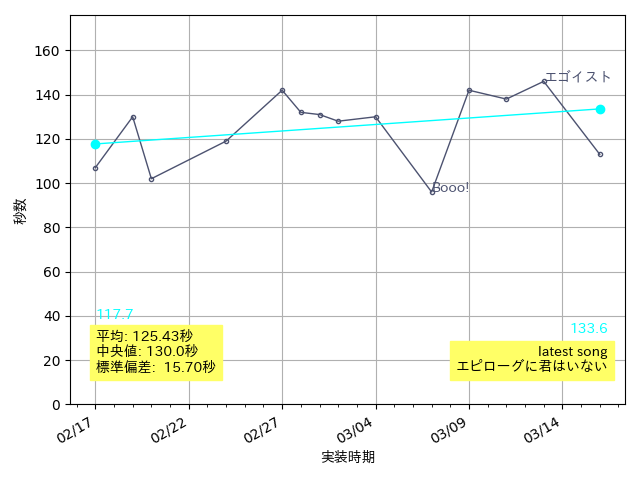 160
140
120
100
80
60
40
20
0
秒数
エゴイスト
Booo!
117.7
133.6
平均: 125.43秒
中央値: 130.0秒
標準偏差: 15.70秒
latest song
エピローグに君はいない
02/17
02/22
02/27
03/04
03/09
03/14
実装時期